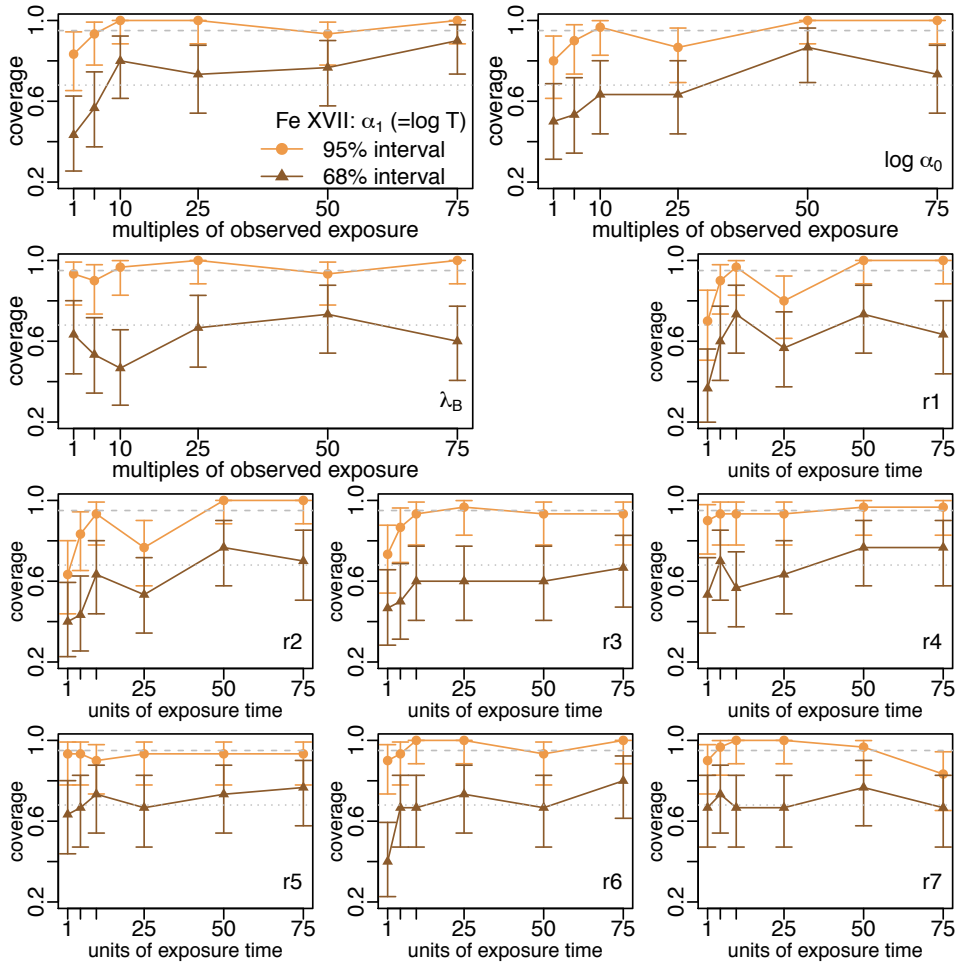 coverage
0.2 0.6 1.0
Fe XVII: α₁ (=log T)
95% interval
68% interval
1 10 25 50 75
multiples of observed exposure
coverage
0.2 0.6 1.0
log α₀
1 10 25 50 75
multiples of observed exposure
coverage
0.2 0.6 1.0
λ_B
1 10 25 50 75
multiples of observed exposure
coverage
0.2 0.6 1.0
r1
1 25 50 75
units of exposure time
coverage
0.2 0.6 1.0
r2
1 25 50 75
units of exposure time
coverage
0.2 0.6 1.0
r3
1 25 50 75
units of exposure time
coverage
0.2 0.6 1.0
r4
1 25 50 75
units of exposure time
coverage
0.2 0.6 1.0
r5
1 25 50 75
units of exposure time
coverage
0.2 0.6 1.0
r6
1 25 50 75
units of exposure time
coverage
0.2 0.6 1.0
r7
1 25 50 75
units of exposure time